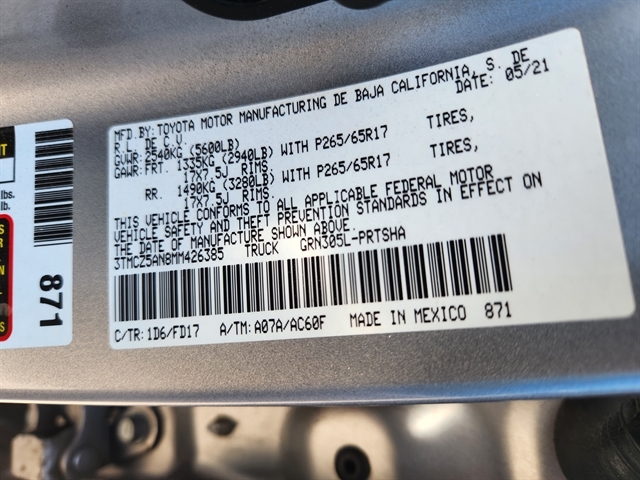 MFD.BY: TOYOTA MOTOR MANUFACTURING DE BAJA CALIFORNIA, S. DE
R.L. DE C.V. DATE: 05/21
GVWR: 2540KG (5600LB)
GAWR: FRT. 1335KG (2940LB) WITH P265/65R17 TIRES,
17X7.5J RIMS
RR. 1490KG (3280LB) WITH P265/65R17 TIRES,
17X7.5J RIMS
THIS VEHICLE CONFORMS TO ALL APPLICABLE FEDERAL MOTOR
VEHICLE SAFETY AND THEFT PREVENTION STANDARDS IN EFFECT ON
THE DATE OF MANUFACTURE SHOWN ABOVE.
3TMCZ5AN8MM426385 TRUCK GRN305L-PRTSHA
C/TR: 1D6/FD17 A/TM: A07A/AC60F MADE IN MEXICO 871
lbs.
lb.
871